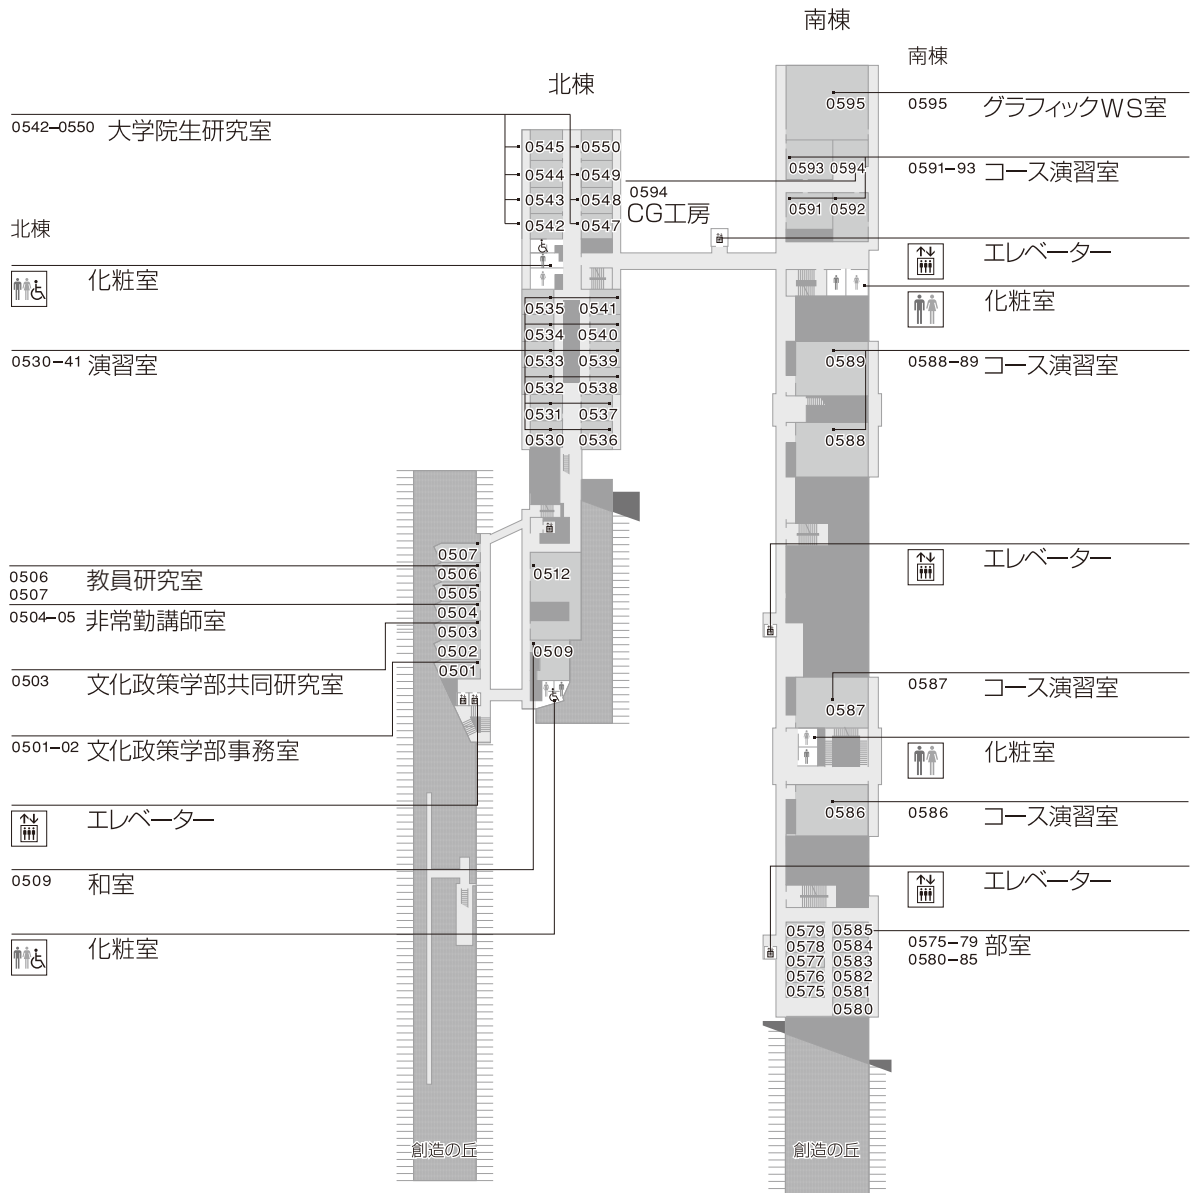 南棟
北棟
0542–0550 大学院生研究室
北棟
化粧室
0530–41 演習室
0506
0507
教員研究室
0504–05 非常勤講師室
0503 文化政策学部共同研究室
0501–02 文化政策学部事務室
エレベーター
0509 和室
化粧室
0545 0550
0544 0549
0543 0548
0542 0547
0594
CG工房
0535 0541
0534 0540
0533 0539
0532 0538
0531 0537
0530 0536
0507
0506
0505
0504
0503
0502
0501
0512
0509
創造の丘
0595
0593 0594
0591 0592
0589
0588
0587
0586
0579 0585
0578 0584
0577 0583
0576 0582
0575 0581
0580
創造の丘
南棟
0595 グラフィックWS室
0591–93 コース演習室
エレベーター
化粧室
0588–89 コース演習室
エレベーター
0587 コース演習室
化粧室
0586 コース演習室
エレベーター
0575–79
0580–85
部室